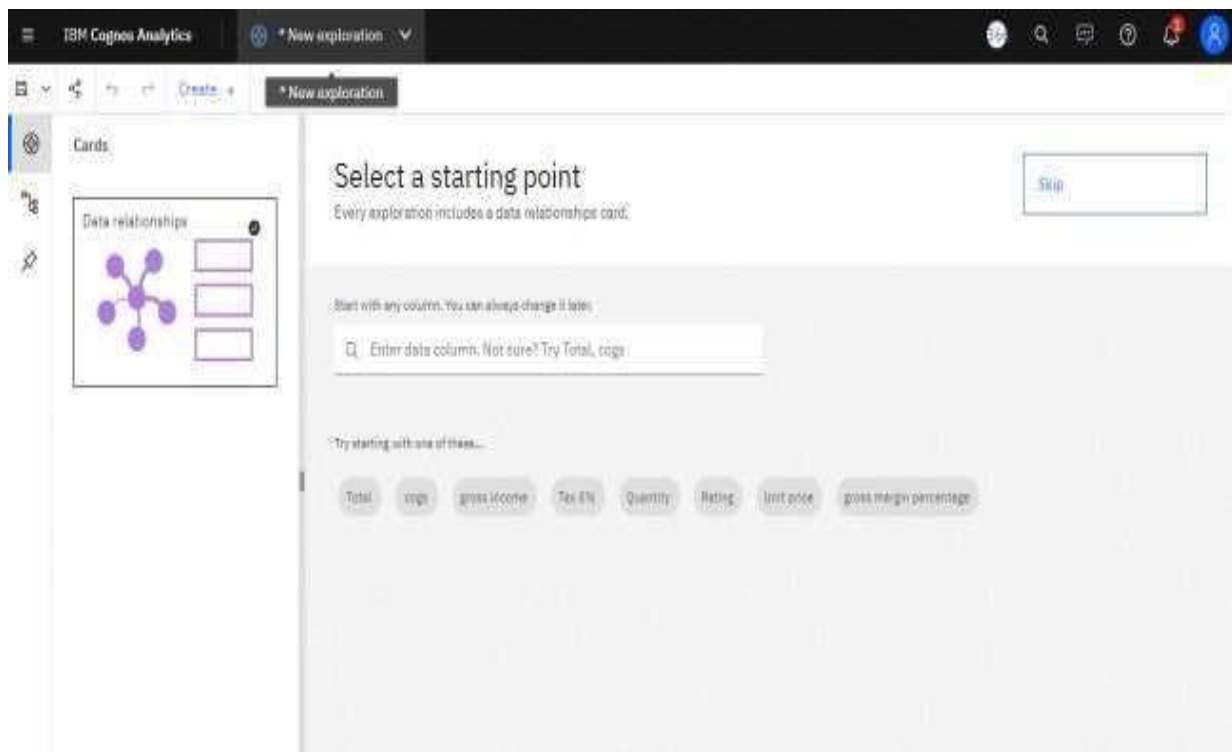 IBM Cognos Analytics
* New exploration
Create +
* New exploration
Cards
Data relationships
Select a starting point
Every exploration includes a data relationships card.
Skip
Start with any column. You can always change it later.
Enter data column. Not sure? Try Total, cogs
Try starting with one of these...
Total cogs gross income Tax 5% Quantity Rating Unit price gross margin percentage